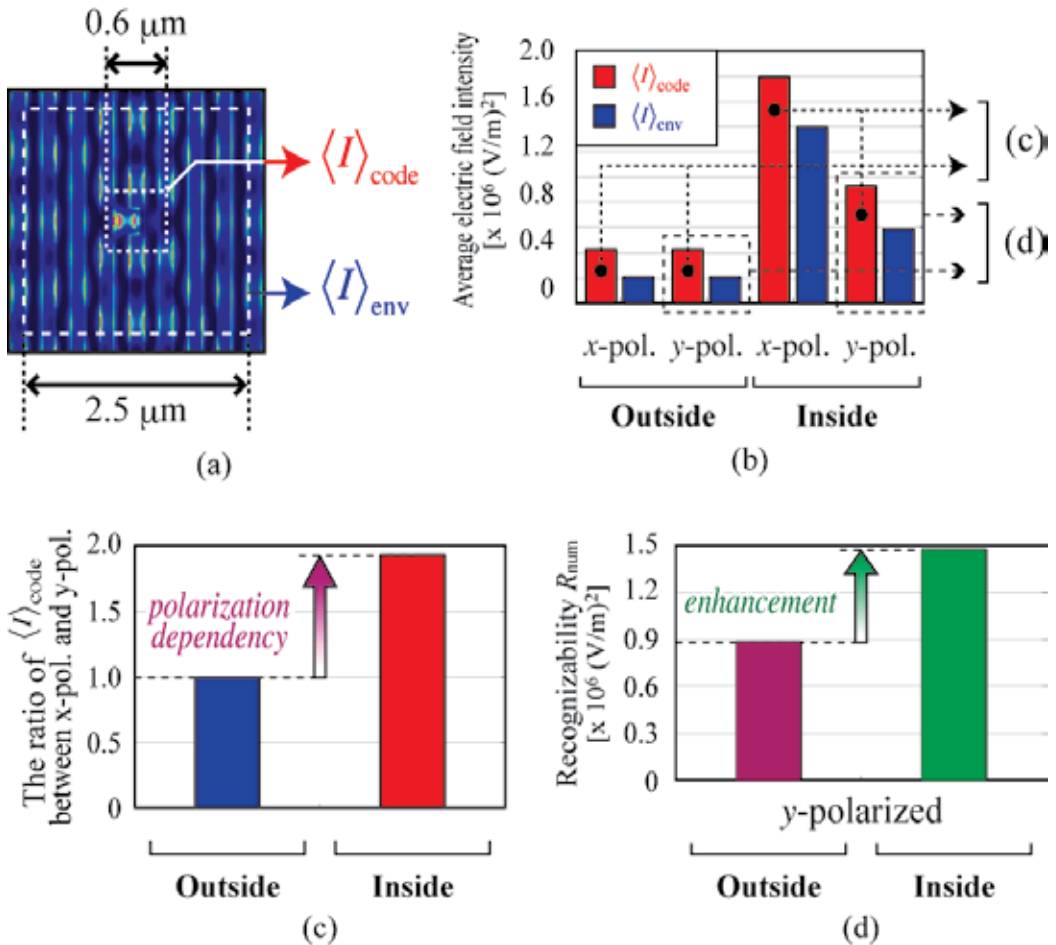 0.6 μm
⟨I⟩code
⟨I⟩env
2.5 μm
(a)
Average electric field intensity
[x 10⁶ (V/m)²]
2.0
1.6
1.2
0.8
0.4
0
⟨I⟩code
⟨I⟩env
(c)
(d)
x-pol. y-pol. x-pol. y-pol.
Outside Inside
(b)
The ratio of ⟨I⟩code
between x-pol. and y-pol.
2.0
1.5
1.0
0.5
0
polarization
dependency
Outside Inside
(c)
Recognizability Rnum
[x 10⁶ (V/m)²]
1.5
1.2
0.9
0.6
0.3
0
enhancement
y-polarized
Outside Inside
(d)